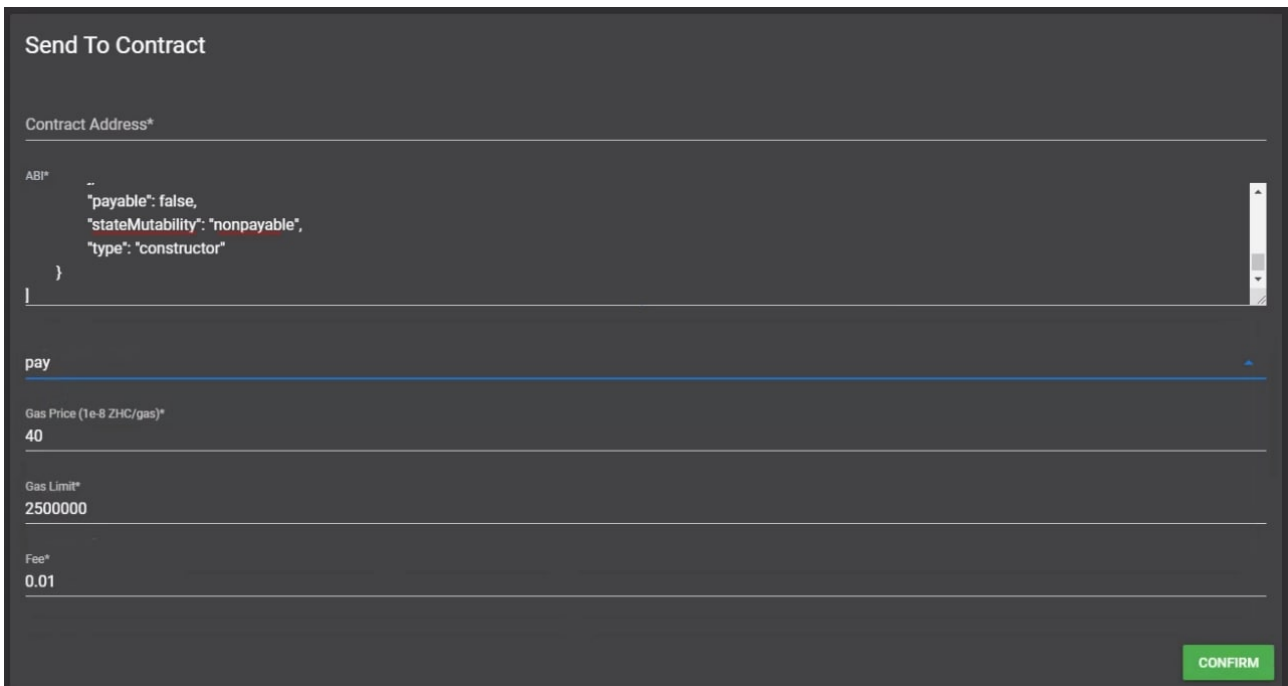 Send To Contract
Contract Address*
ABI*
"payable": false,
"stateMutability": "nonpayable",
"type": "constructor"
}
]
pay
Gas Price (1e-8 ZHC/gas)*
40
Gas Limit*
2500000
Fee*
0.01
CONFIRM